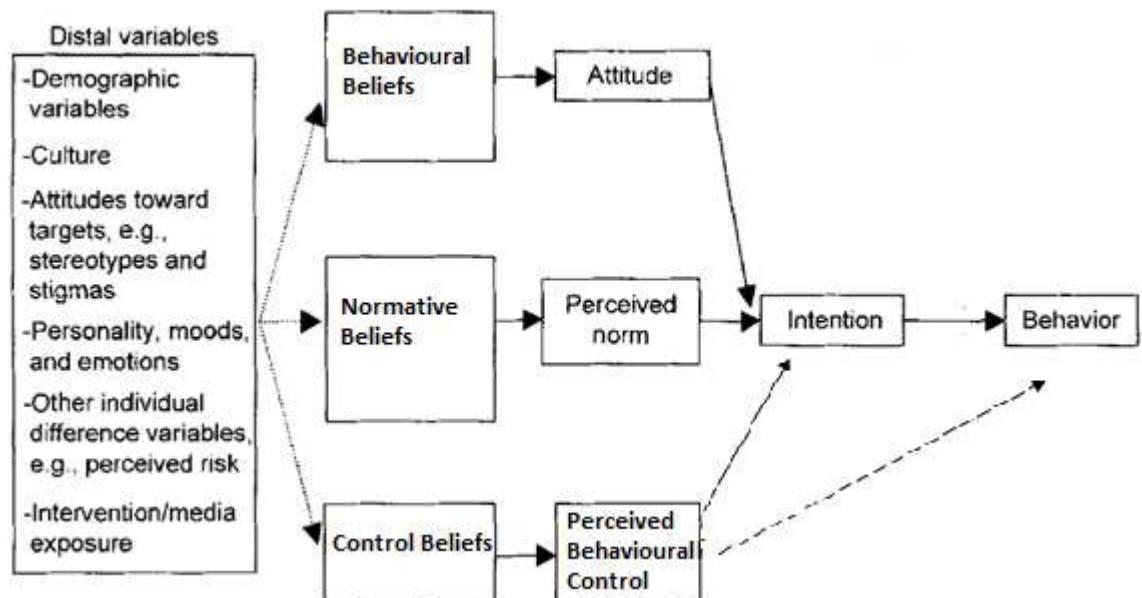 Distal variables
-Demographic
variables
-Culture
-Attitudes toward
targets, e.g.,
stereotypes and
stigmas
-Personality, moods,
and emotions
-Other individual
difference variables,
e.g., perceived risk
-Intervention/media
exposure
Behavioural
Beliefs
Attitude
Normative
Beliefs
Perceived
norm
Intention
Behavior
Control Beliefs
Perceived
Behavioural
Control